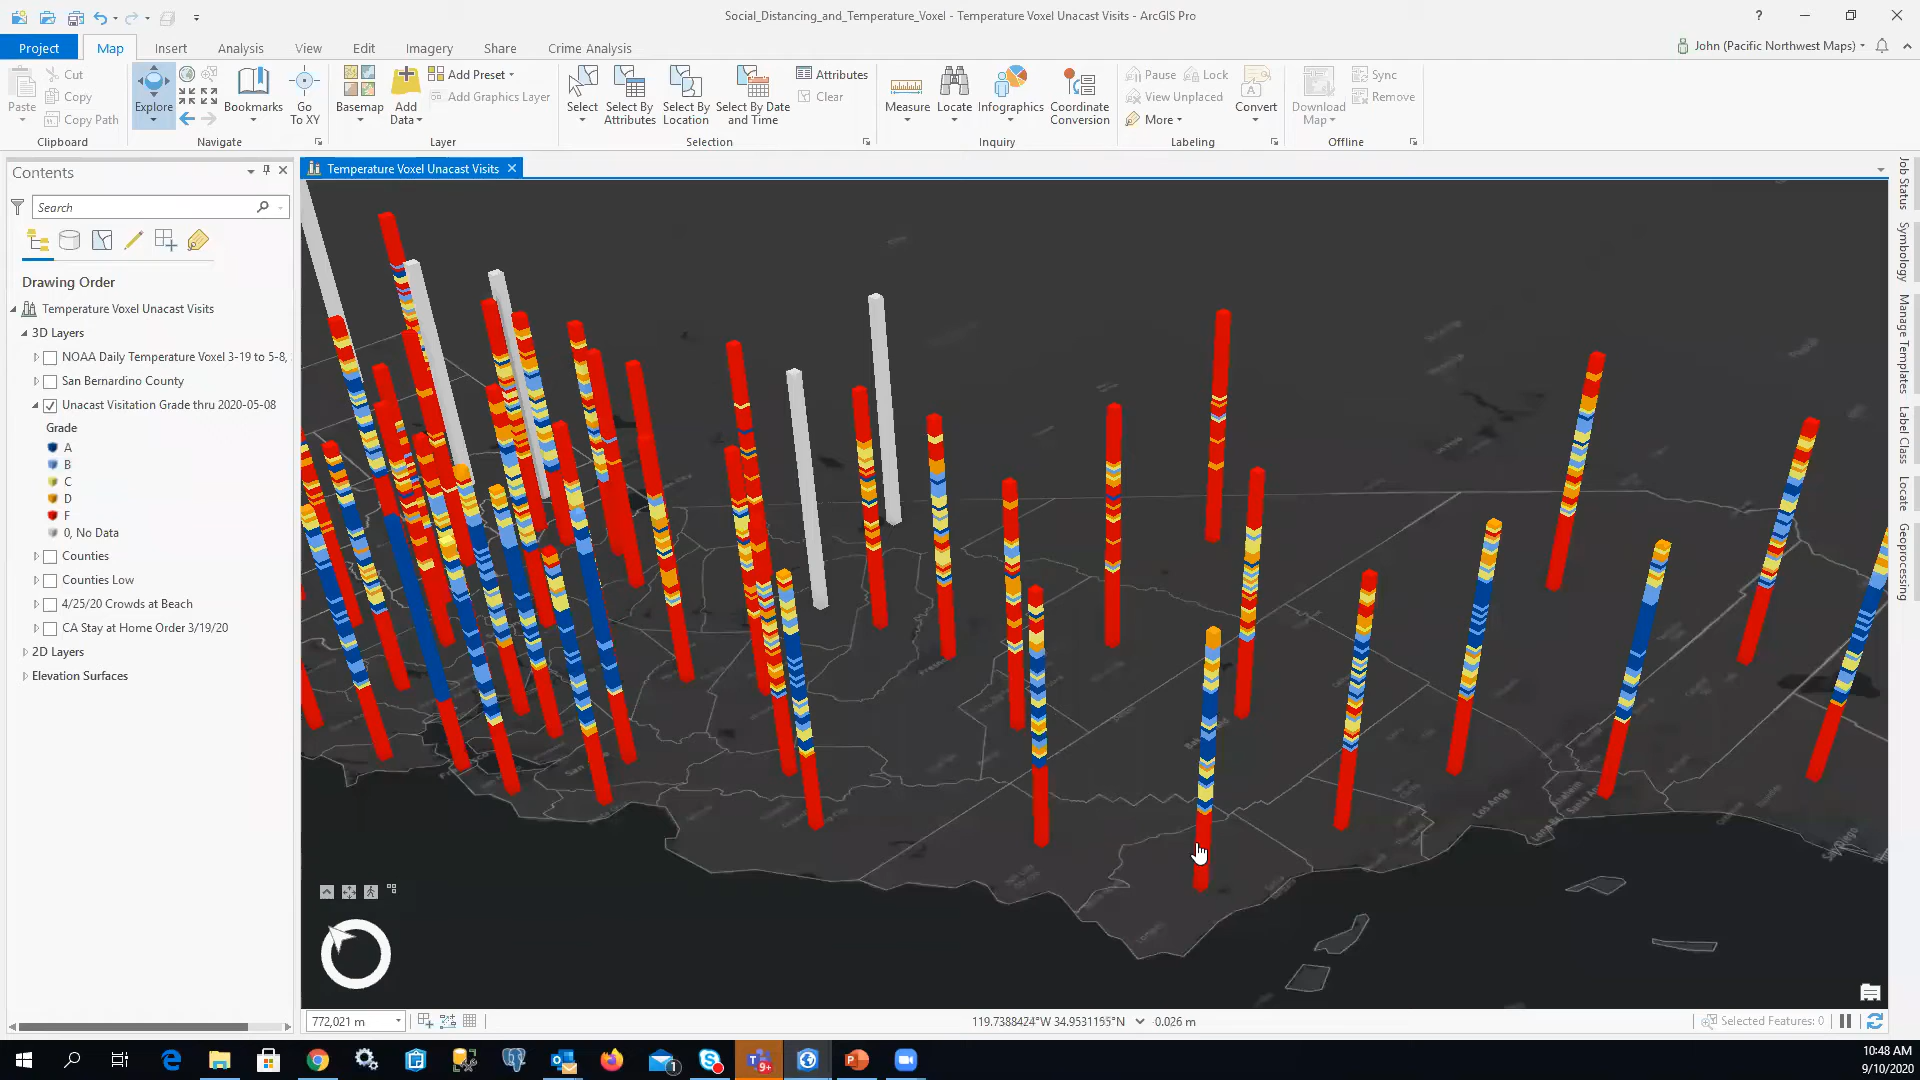 Social_Distancing_and_Temperature_Voxel - Temperature Voxel Unacast Visits - ArcGIS Pro
?
Project
Map
Insert
Analysis
View
Edit
Imagery
Share
Crime Analysis
John (Pacific Northwest Maps)
Paste
Cut
Copy
Copy Path
Clipboard
Explore
Bookmarks
Go To XY
Navigate
Basemap
Add Data
Add Preset
Add Graphics Layer
Layer
Select
Select By Attributes
Select By Location
Select By Date and Time
Attributes
Clear
Selection
Measure
Locate
Infographics
Coordinate Conversion
Inquiry
Pause
Lock
View Unplaced
More
Convert
Labeling
Download Map
Sync
Remove
Offline
Contents
Search
Drawing Order
Temperature Voxel Unacast Visits
3D Layers
NOAA Daily Temperature Voxel 3-19 to 5-8,
San Bernardino County
Unacast Visitation Grade thru 2020-05-08
Grade
A
B
C
D
F
0, No Data
Counties
Counties Low
4/25/20 Crowds at Beach
CA Stay at Home Order 3/19/20
2D Layers
Elevation Surfaces
Temperature Voxel Unacast Visits
Los Ange
San Diego
Job Status
Symbology
Manage Templates
Label Class
Locate
Geoprocessing
772,021 m
119.7388424°W 34.9531155°N
-0.026 m
Selected Features: 0
1
9+
10:48 AM
9/10/2020